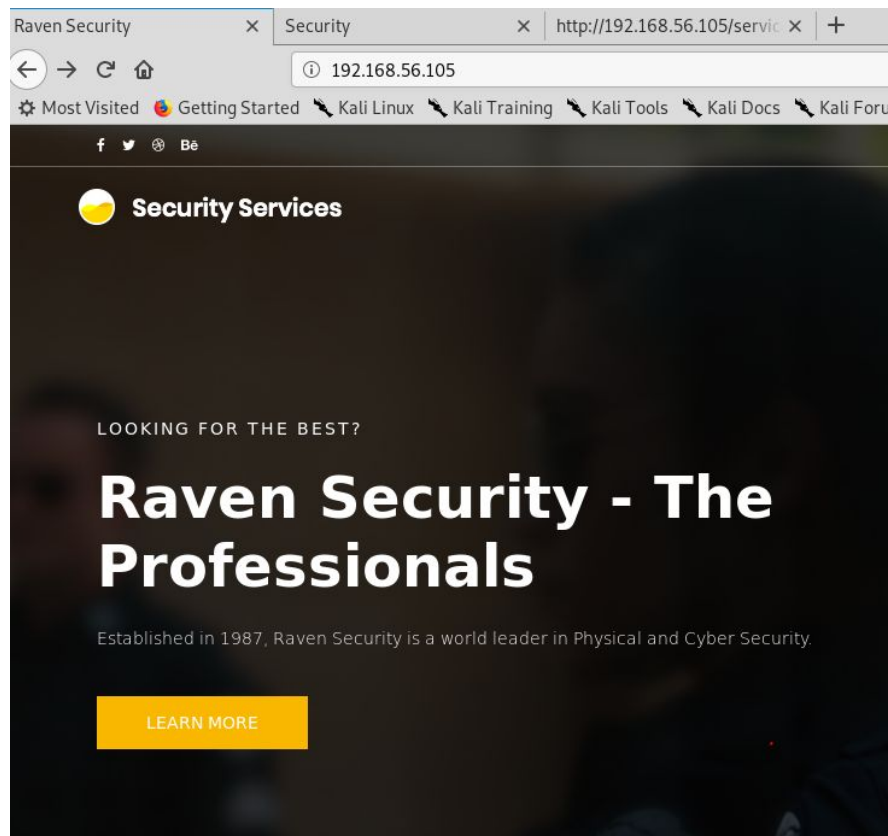 Raven Security
Security
http://192.168.56.105/servic
192.168.56.105
Most Visited Getting Started Kali Linux Kali Training Kali Tools Kali Docs Kali Foru
Bē
Security Services
LOOKING FOR THE BEST?
Raven Security - The
Professionals
Established in 1987, Raven Security is a world leader in Physical and Cyber Security.
LEARN MORE